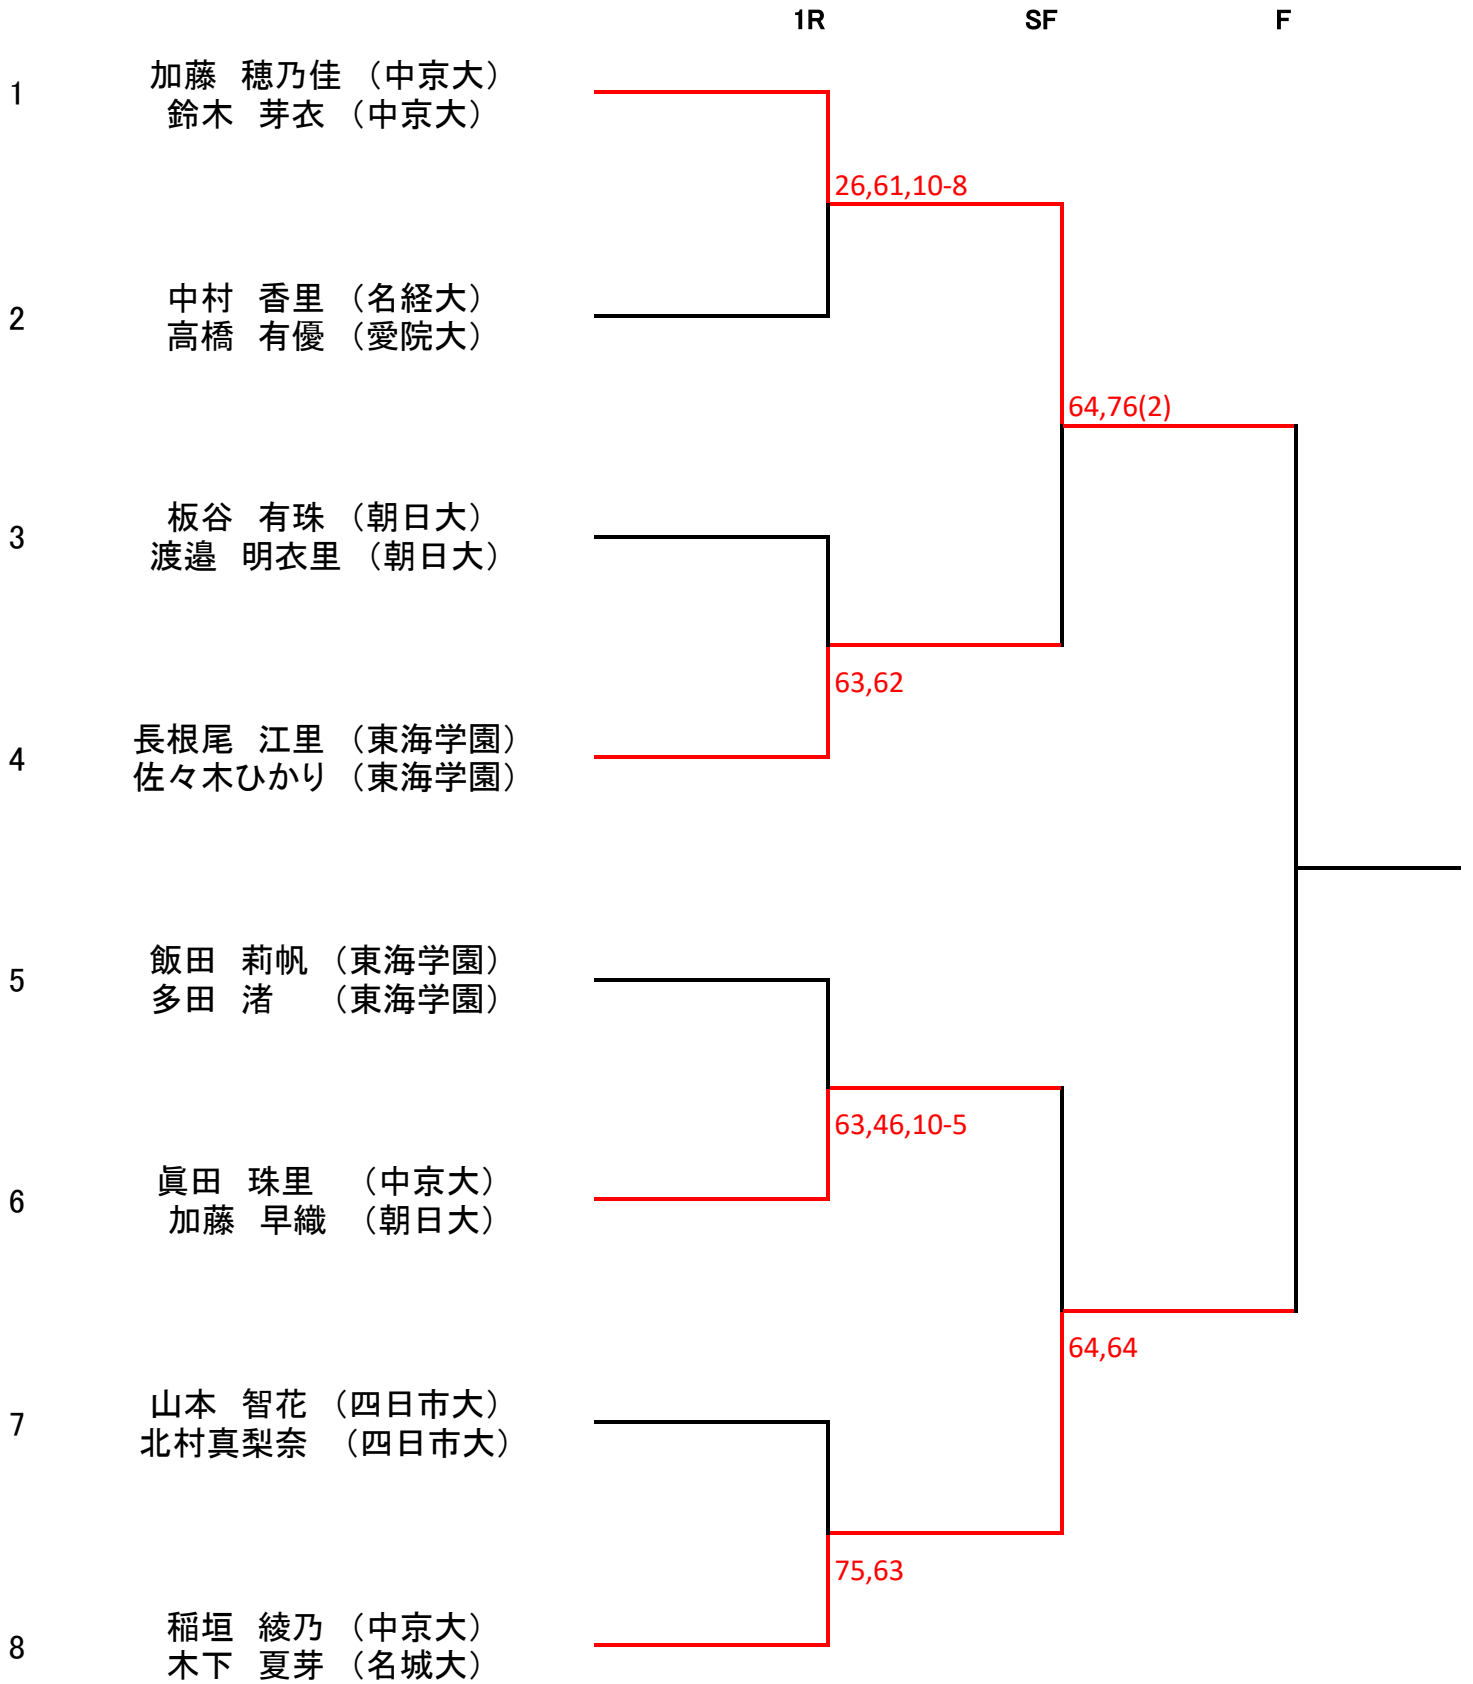 1R SF F
1 加藤　穂乃佳 （中京大）
鈴木　芽衣 （中京大）
26,61,10-8
2 中村　香里 （名経大）
高橋　有優 （愛院大）
64,76(2)
3 板谷　有珠 （朝日大）
渡邉　明衣里 （朝日大）
63,62
4 長根尾　江里 （東海学園）
佐々木ひかり （東海学園）
5 飯田　莉帆 （東海学園）
多田　渚　 （東海学園）
63,46,10-5
6 眞田　珠里　 （中京大）
加藤　早織　 （朝日大）
64,64
7 山本　智花 （四日市大）
北村真梨奈　 （四日市大）
75,63
8 稲垣　綾乃 （中京大）
木下　夏芽 （名城大）